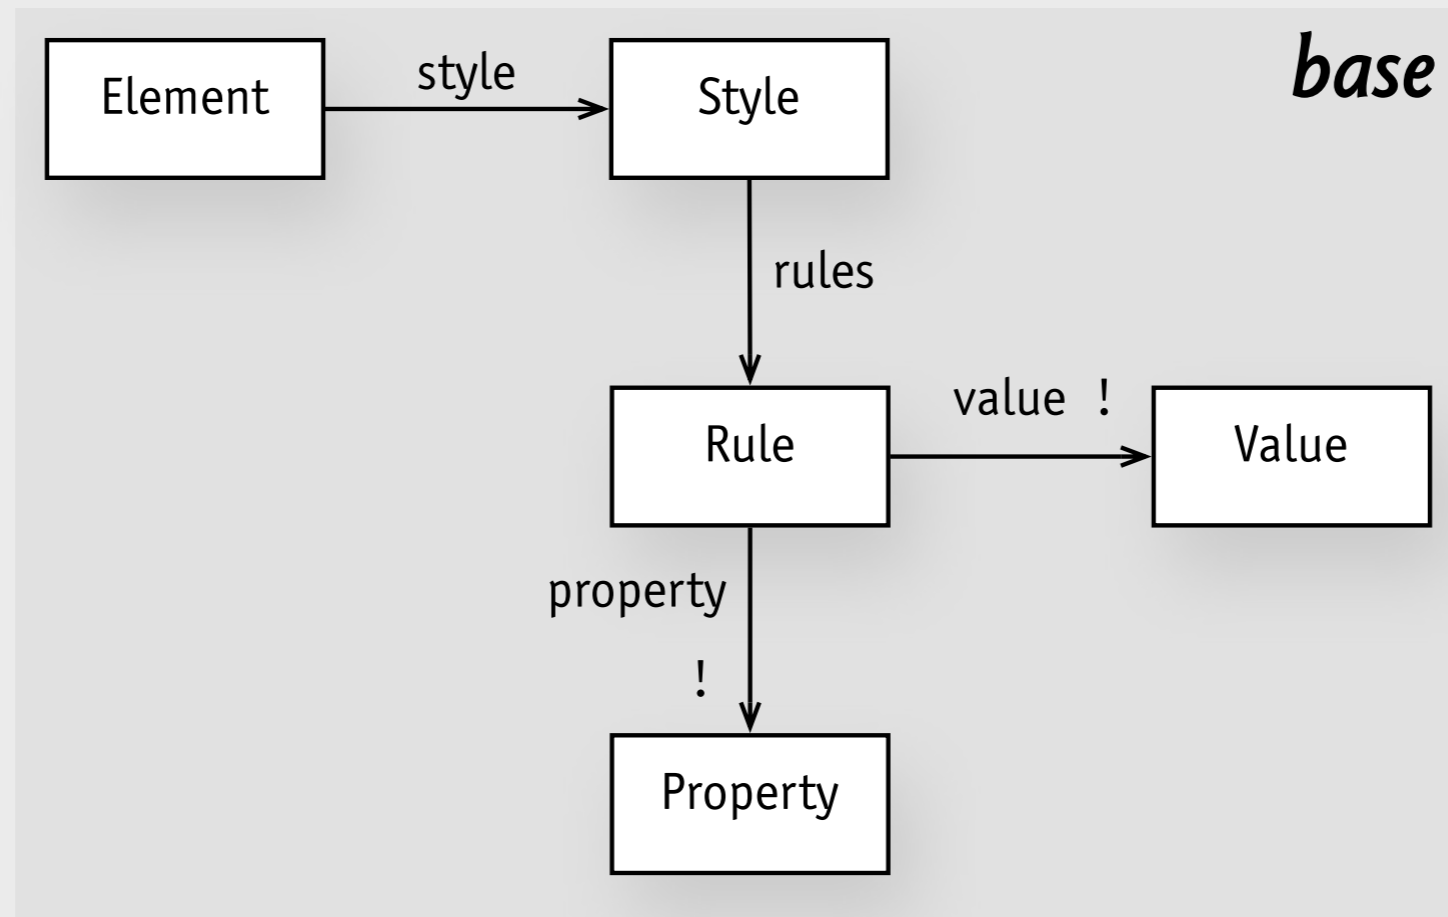 base
Element
style
Style
rules
Rule
value !
Value
property
!
Property